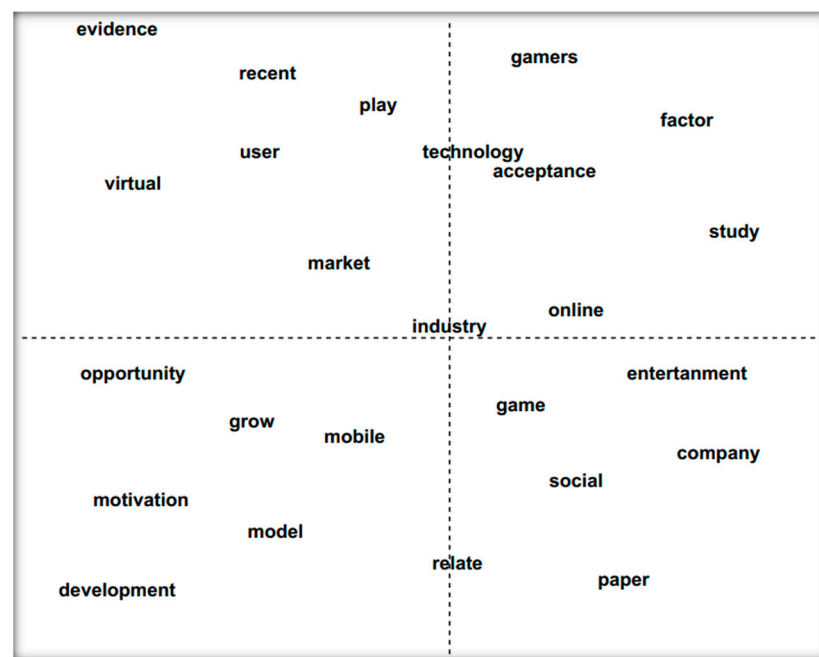 evidence
gamers
recent
play
factor
user
technology
acceptance
virtual
study
market
online
industry
opportunity
entertanment
game
grow
mobile
company
social
motivation
model
relate
paper
development